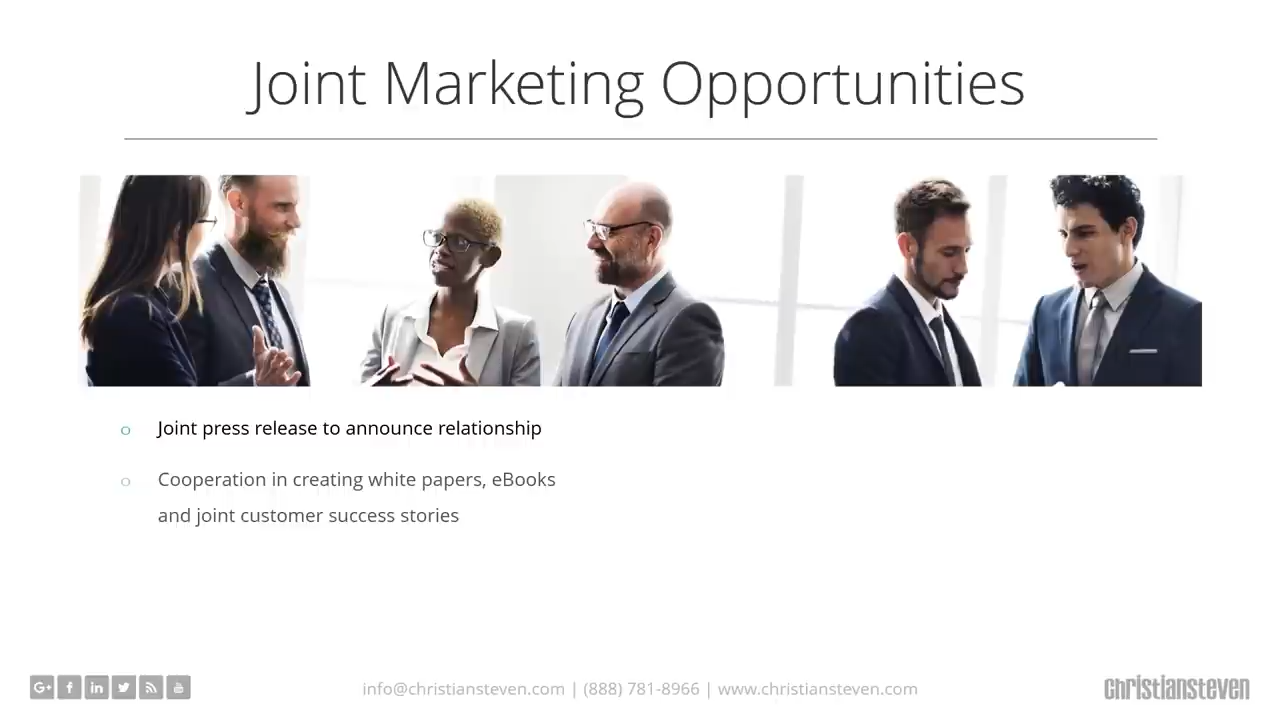 Joint Marketing Opportunities
o Joint press release to announce relationship
o Cooperation in creating white papers, eBooks
and joint customer success stories
G+ f in
info@christiansteven.com | (888) 781-8966 | www.christiansteven.com
christiansteven